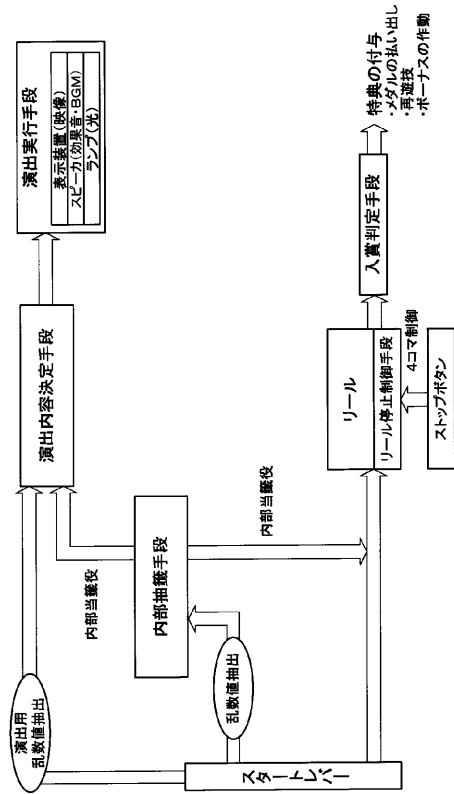 演出用
乱数値抽出
演出内容決定手段
演出実行手段
表示装置(映像)
スピーカ(効果音・BGM)
ランプ(光)
内部当籤役
内部抽籤手段
内部当籤役
乱数値抽出
スタートレバー
リール
リール停止制御手段
4コマ制御
ストップボタン
入賞判定手段
特典の付与
・メダルの払い出し
・再遊技
・ボーナスの作動